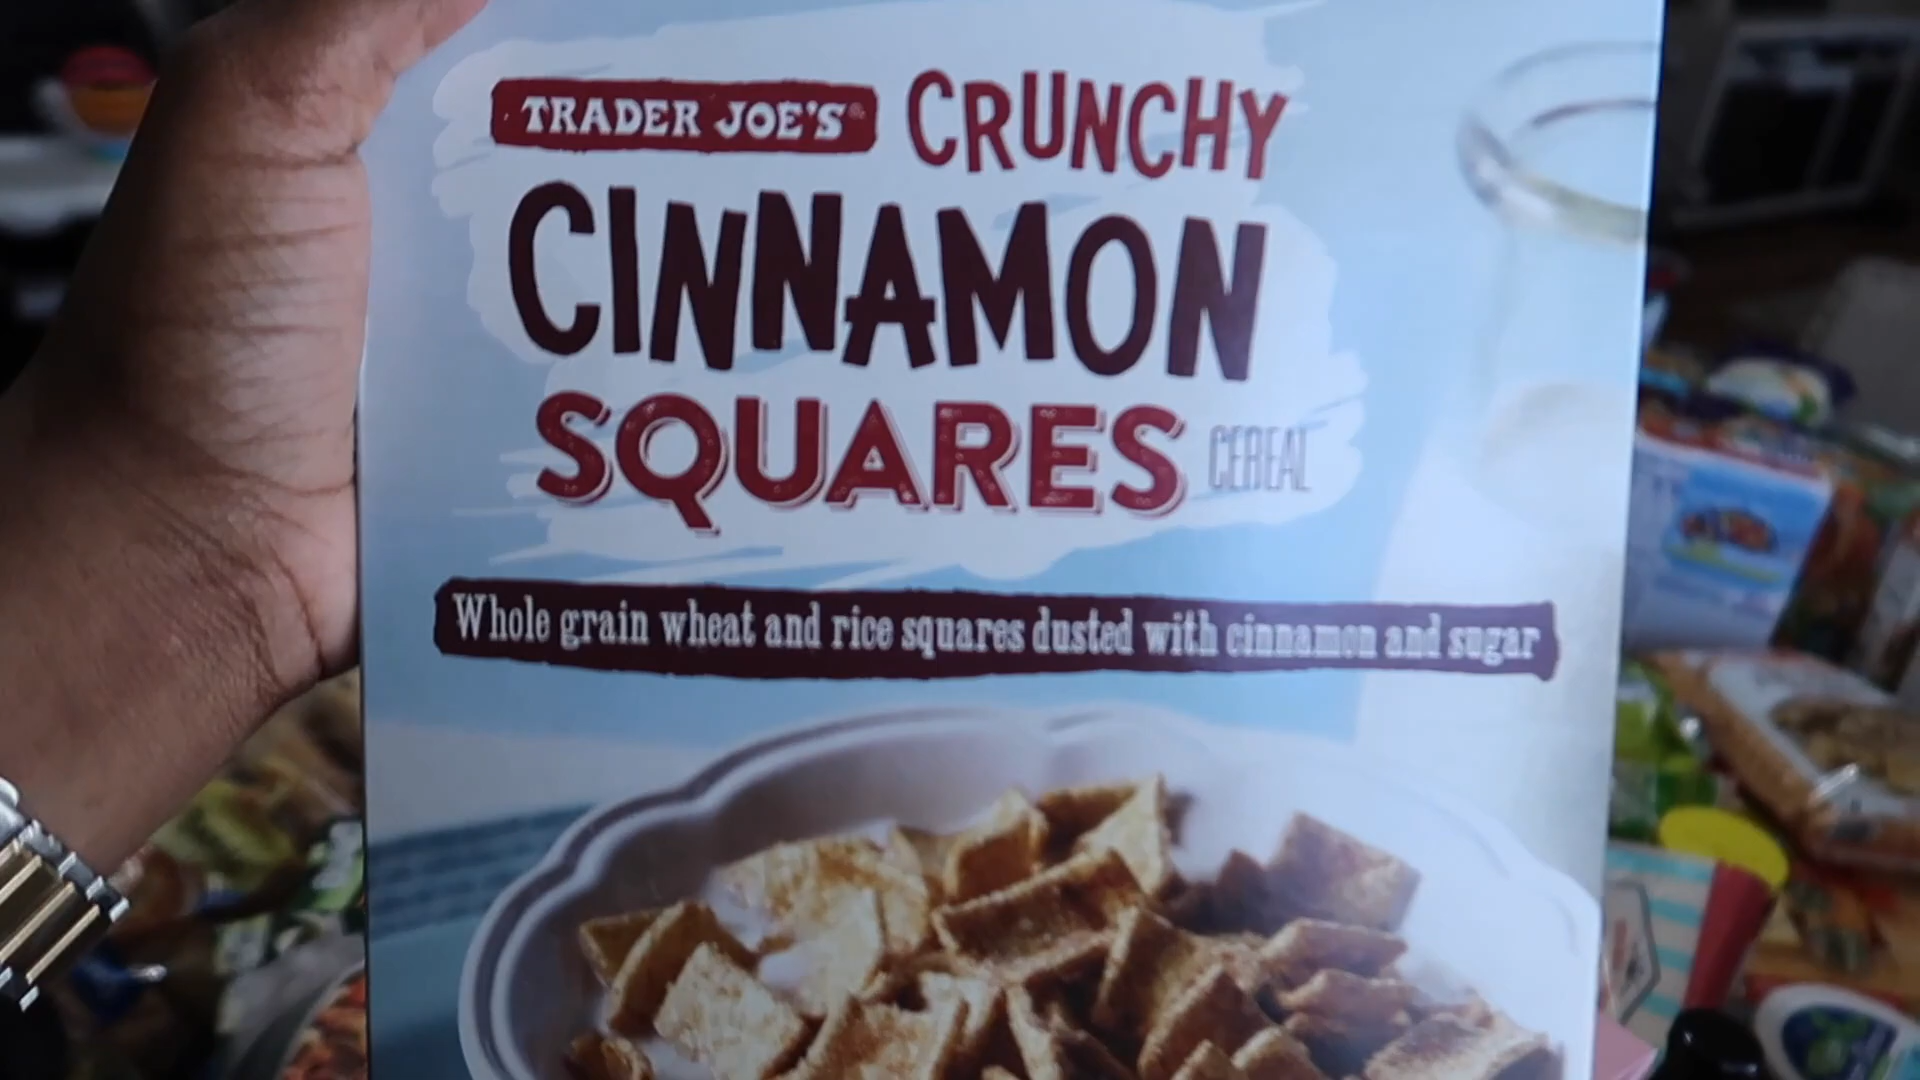 TRADER JOE'S CRUNCHY
CINNAMON
SQUARES CEREAL
Whole grain wheat and rice squares dusted with cinnamon and sugar